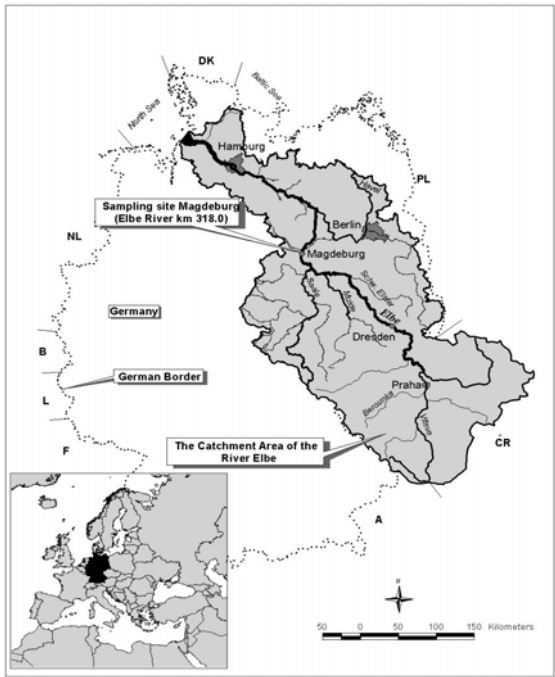 DK
North Sea
Baltic Sea
Hamburg
PL
Havel
Sampling site Magdeburg
(Elbe River km 318.0)
Berlin
NL
Magdeburg
Saale
Mulde
Schw. Elster
Elbe
Germany
Dresden
B
German Border
L
Praha
Berounka
Vltava
F
The Catchment Area of the
River Elbe
CR
A
N
50 0 50 100 150 Kilometers